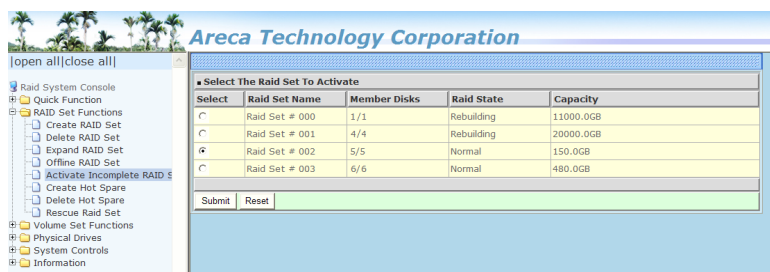 Areca Technology Corporation
|open all|close all|
Raid System Console
Quick Function
RAID Set Functions
Create RAID Set
Delete RAID Set
Expand RAID Set
Offline RAID Set
Activate Incomplete RAID S
Create Hot Spare
Delete Hot Spare
Rescue Raid Set
Volume Set Functions
Physical Drives
System Controls
Information
Select The Raid Set To Activate
Select Raid Set Name Member Disks Raid State Capacity
Raid Set # 000 1/1 Rebuilding 11000.0GB
Raid Set # 001 4/4 Rebuilding 20000.0GB
Raid Set # 002 5/5 Normal 150.0GB
Raid Set # 003 6/6 Normal 480.0GB
Submit Reset